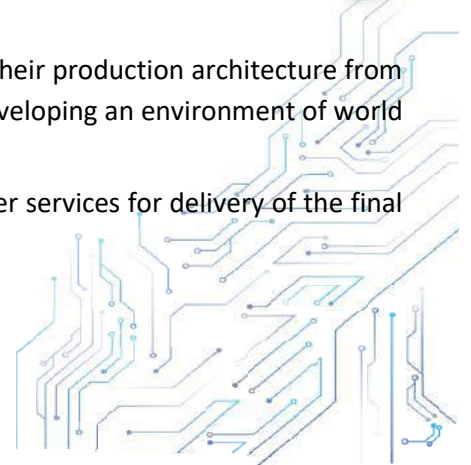 heir production architecture from
veloping an environment of world
er services for delivery of the final